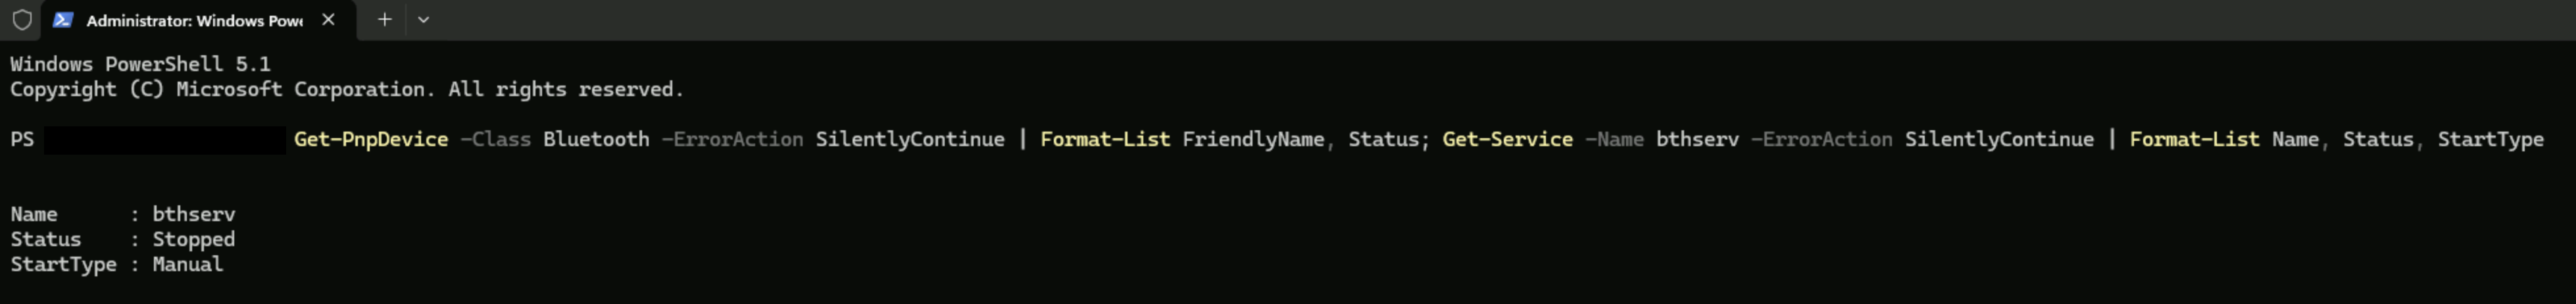 Administrator: Windows Powe
Windows PowerShell 5.1
Copyright (C) Microsoft Corporation. All rights reserved.
PS Get-PnpDevice -Class Bluetooth -ErrorAction SilentlyContinue | Format-List FriendlyName, Status; Get-Service -Name bthserv -ErrorAction SilentlyContinue | Format-List Name, Status, StartType
Name : bthserv
Status : Stopped
StartType : Manual